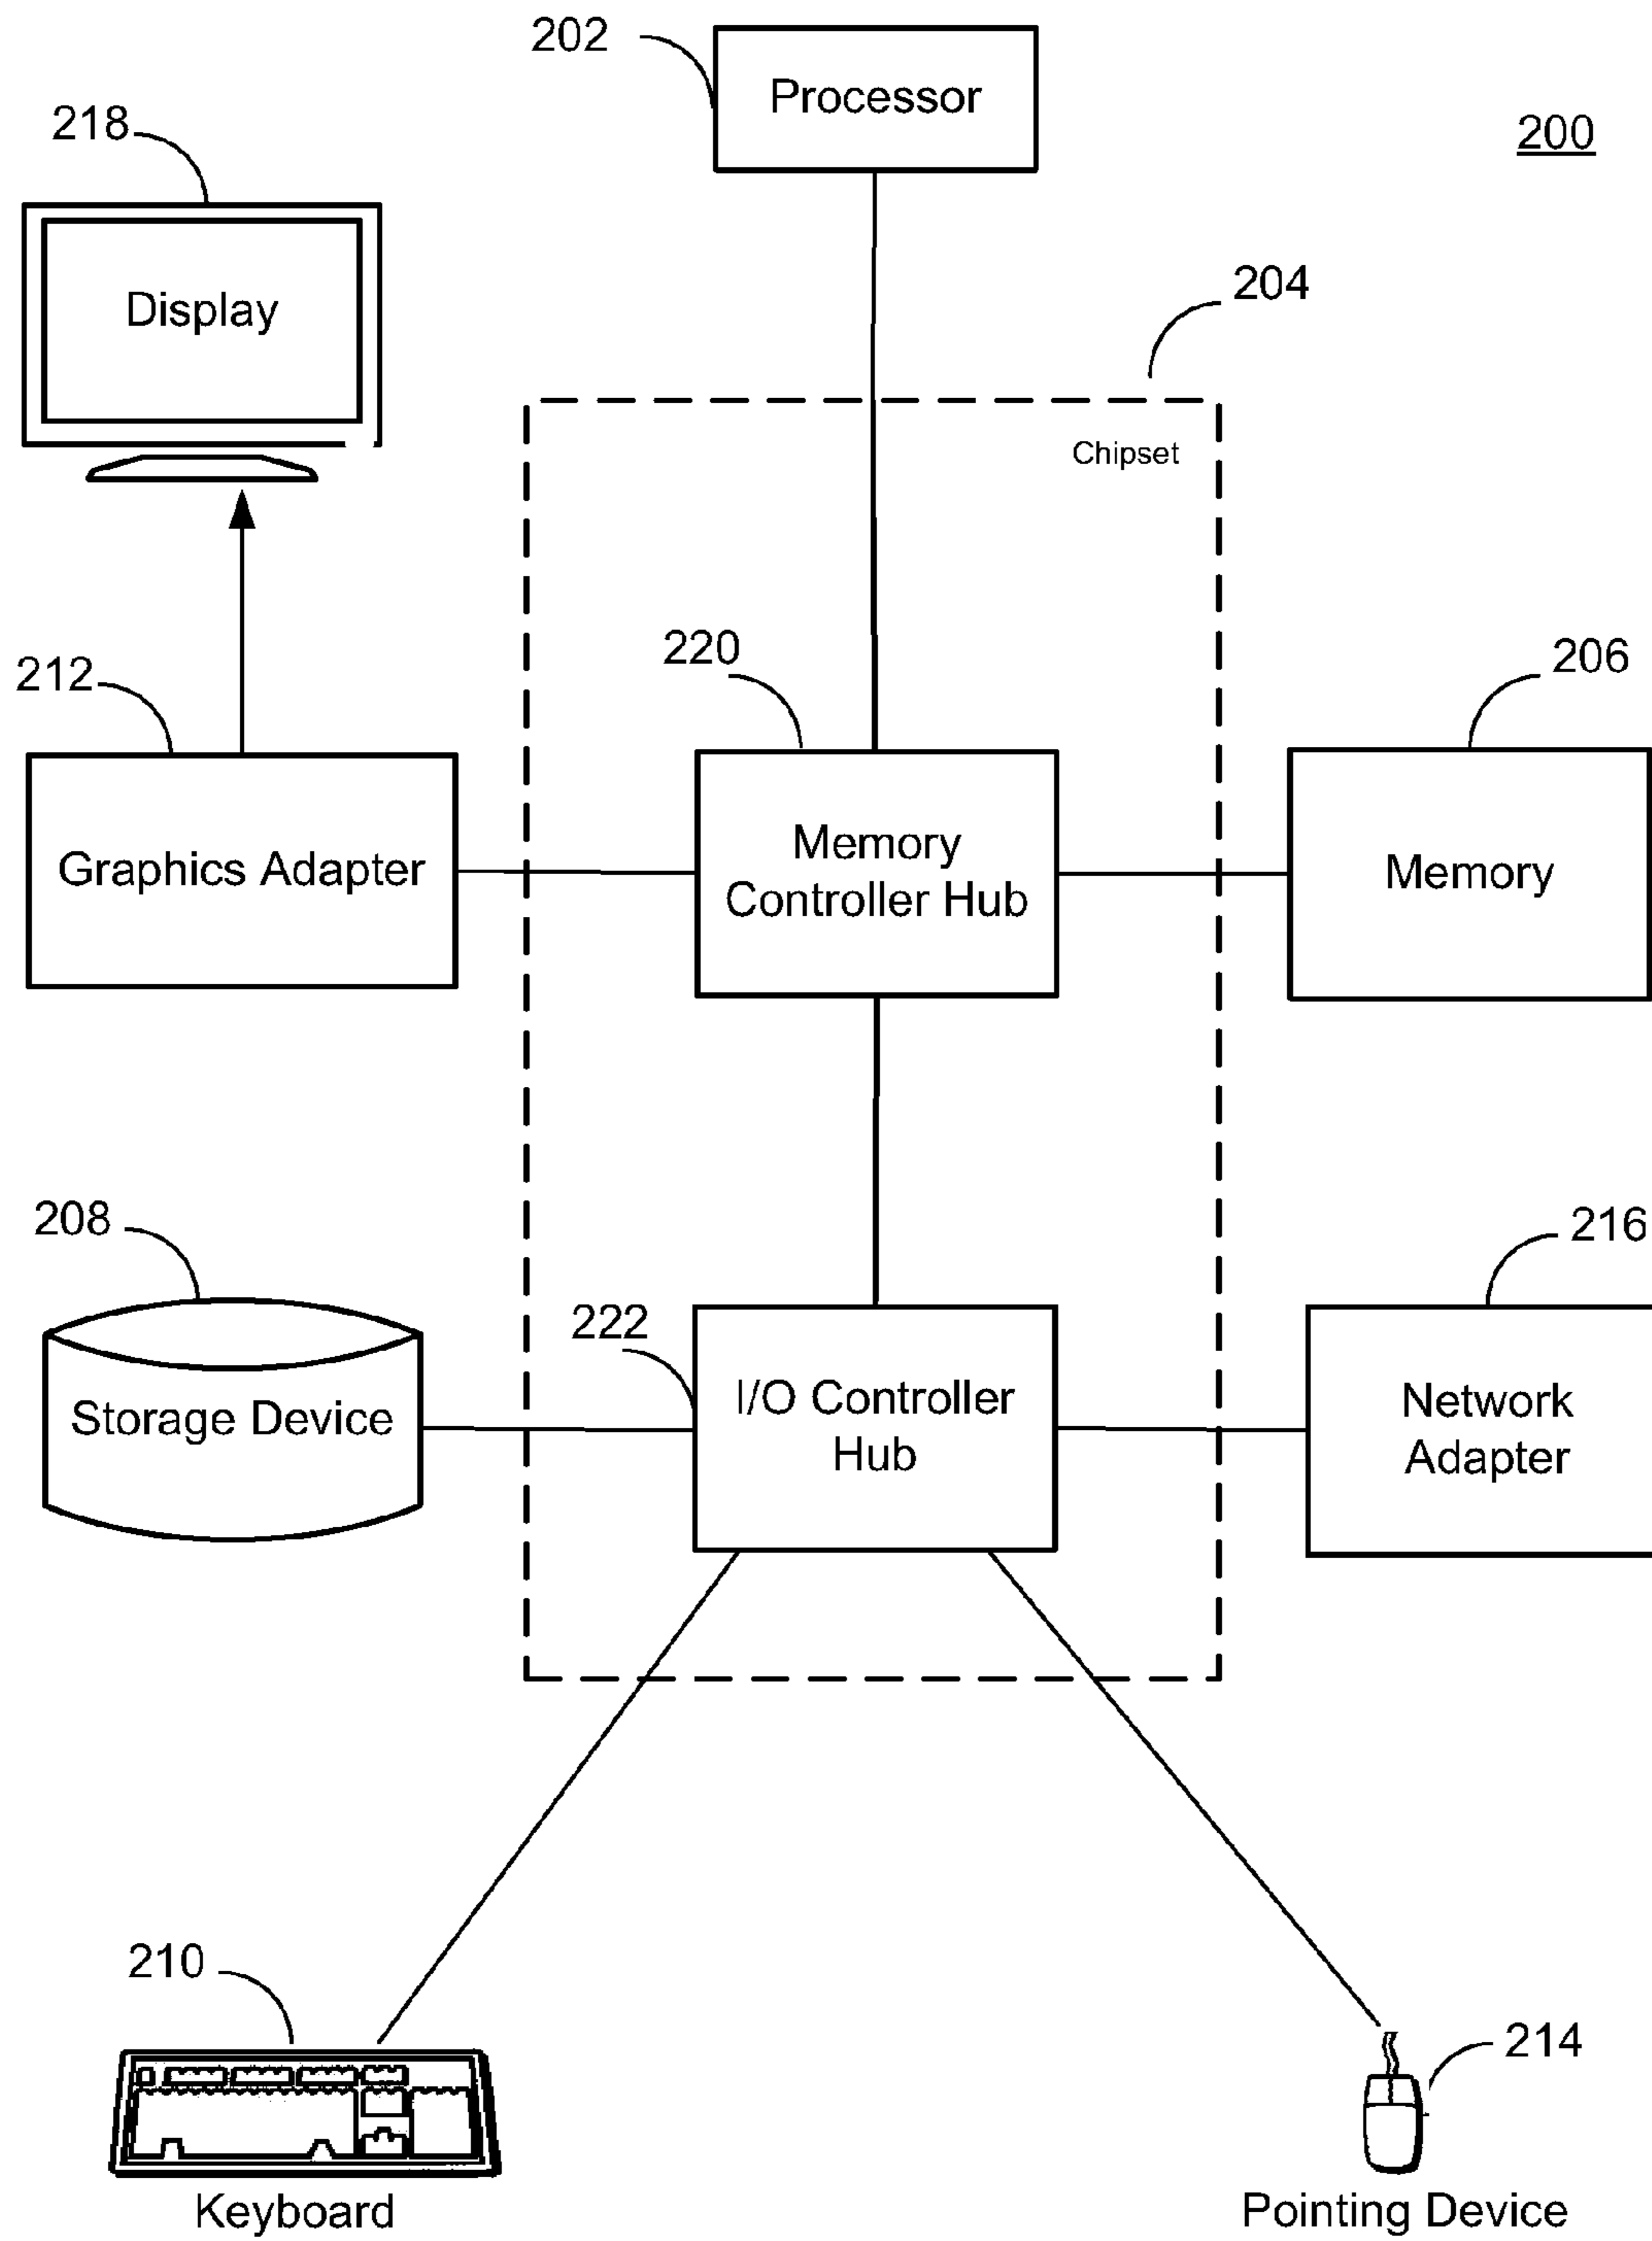 202
Processor
218
200
Display
204
Chipset
220
206
212
Memory
Controller Hub
Graphics Adapter
Memory
208
216
222
I/O Controller
Hub
Storage Device
Network
Adapter
210
214
Keyboard
Pointing Device